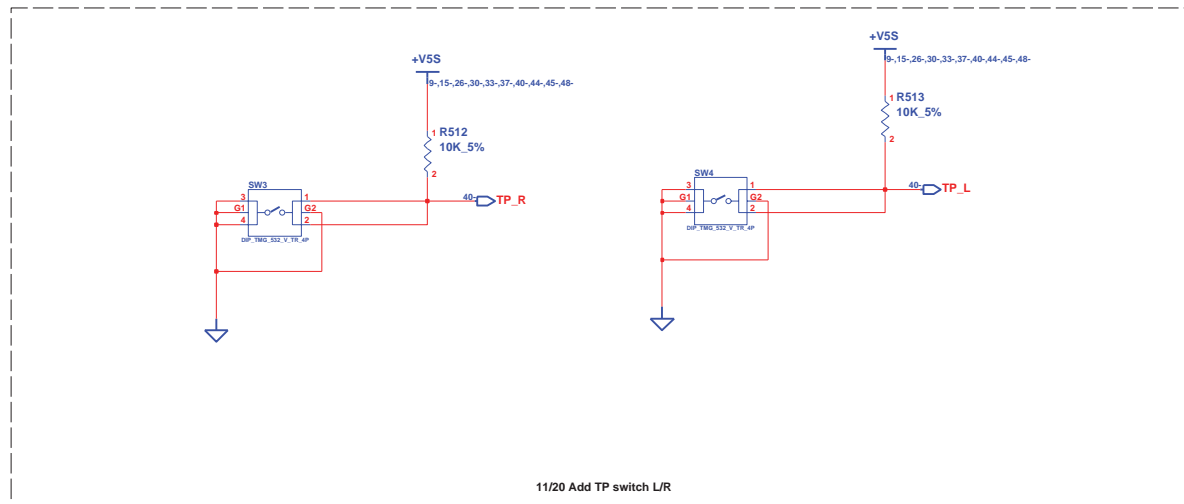 +V5S
9-,15-,26-,30-,33-,37-,40-,44-,45-,48-
1 R512
10K_5%
2
SW3
3 1
G1 G2
4 2
DIP_TMG_532_V_TR_4P
40- TP_R
+V5S
9-,15-,26-,30-,33-,37-,40-,44-,45-,48-
1 R513
10K_5%
2
SW4
3 1
G1 G2
4 2
DIP_TMG_532_V_TR_4P
40- TP_L
11/20 Add TP switch L/R